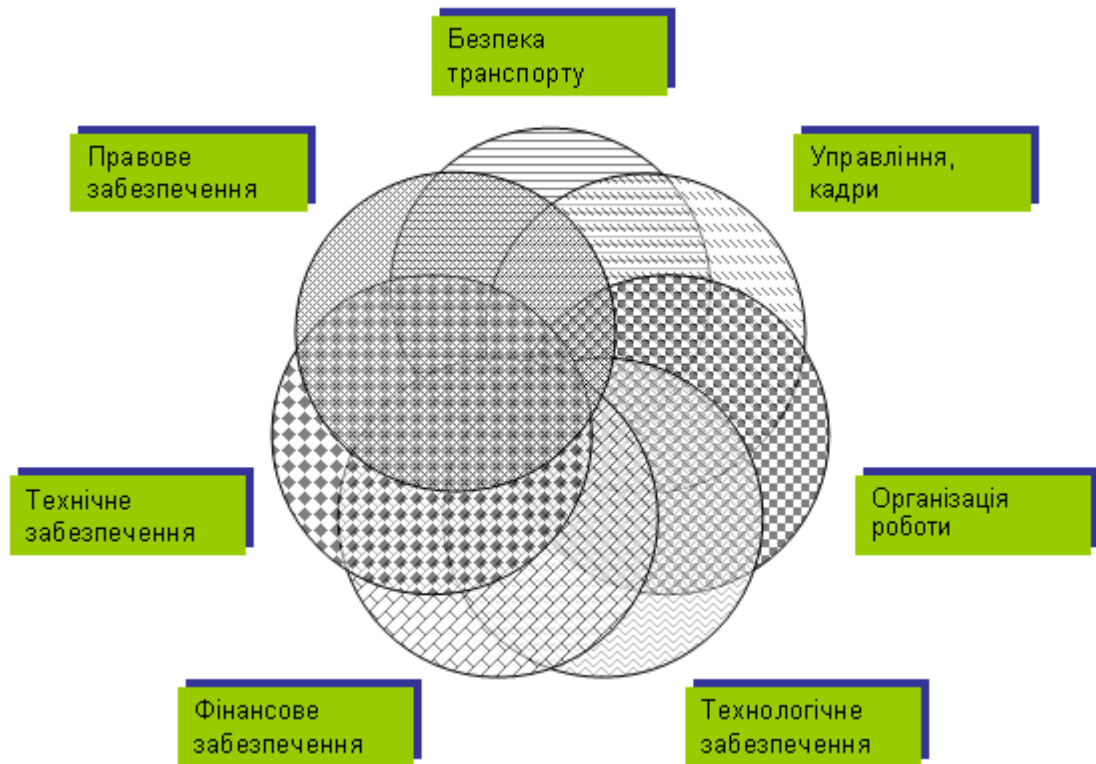 Безпека
транспорту
Правове
забезпечення
Управління,
кадри
Технічне
забезпечення
Організація
роботи
Фінансове
забезпечення
Технологічне
забезпечення